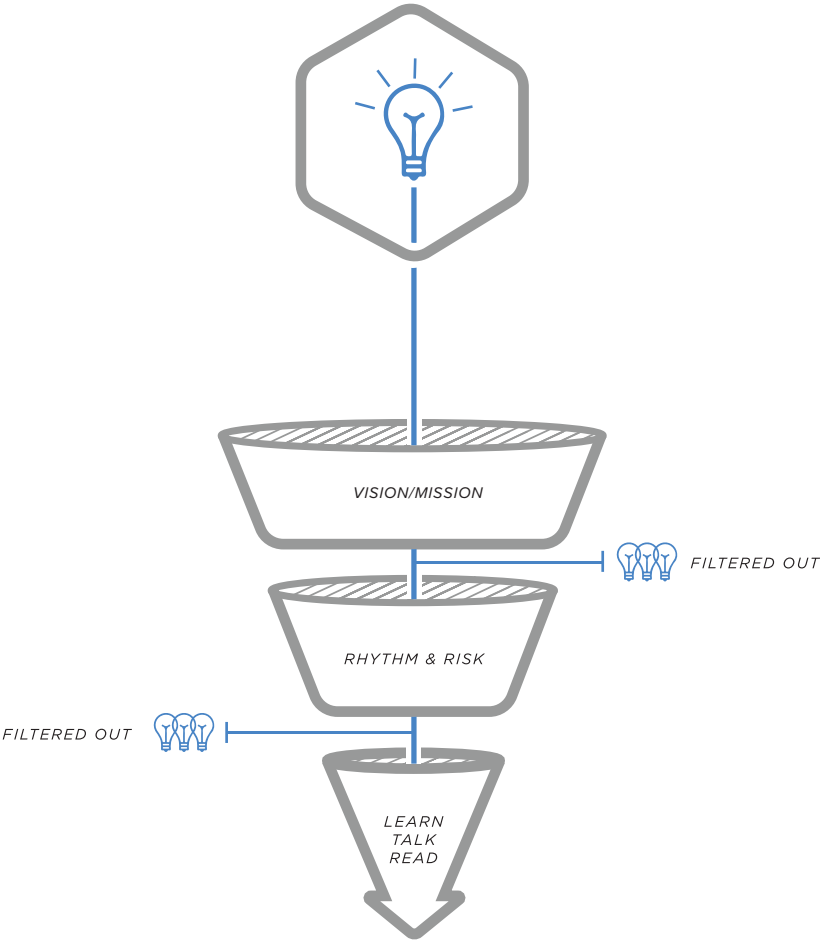 VISION/MISSION
FILTERED OUT
RHYTHM & RISK
FILTERED OUT
LEARN
TALK
READ